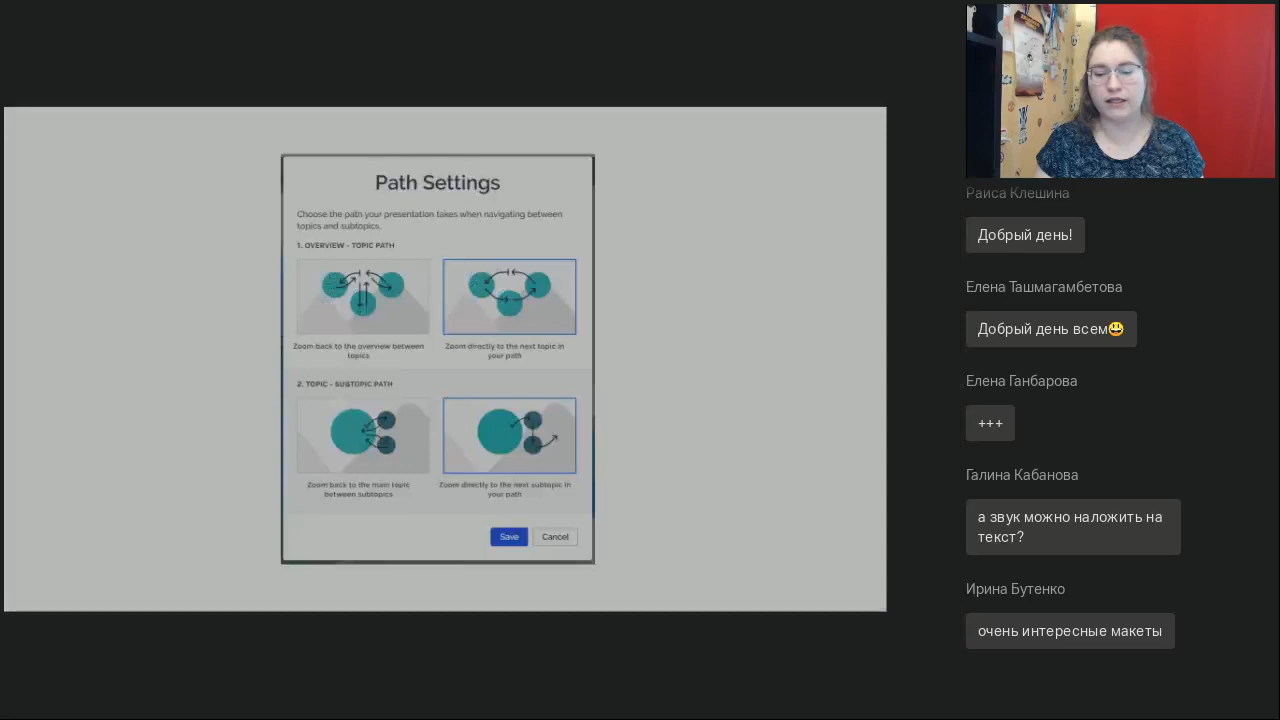 Path Settings
Choose the path your presentation takes when navigating between
topics and subtopics.
1. OVERVIEW - TOPIC PATH
Zoom back to the overview between
topics
Zoom directly to the next topic in
your path
2. TOPIC - SUBTOPIC PATH
Zoom back to the main topic
between subtopics
Zoom directly to the next subtopic in
your path
Save
Cancel
Раиса Клешина
Добрый день!
Елена Ташмагамбетова
Добрый день всем😃
Елена Ганбарова
+++
Галина Кабанова
а звук можно наложить на
текст?
Ирина Бутенко
очень интересные макеты